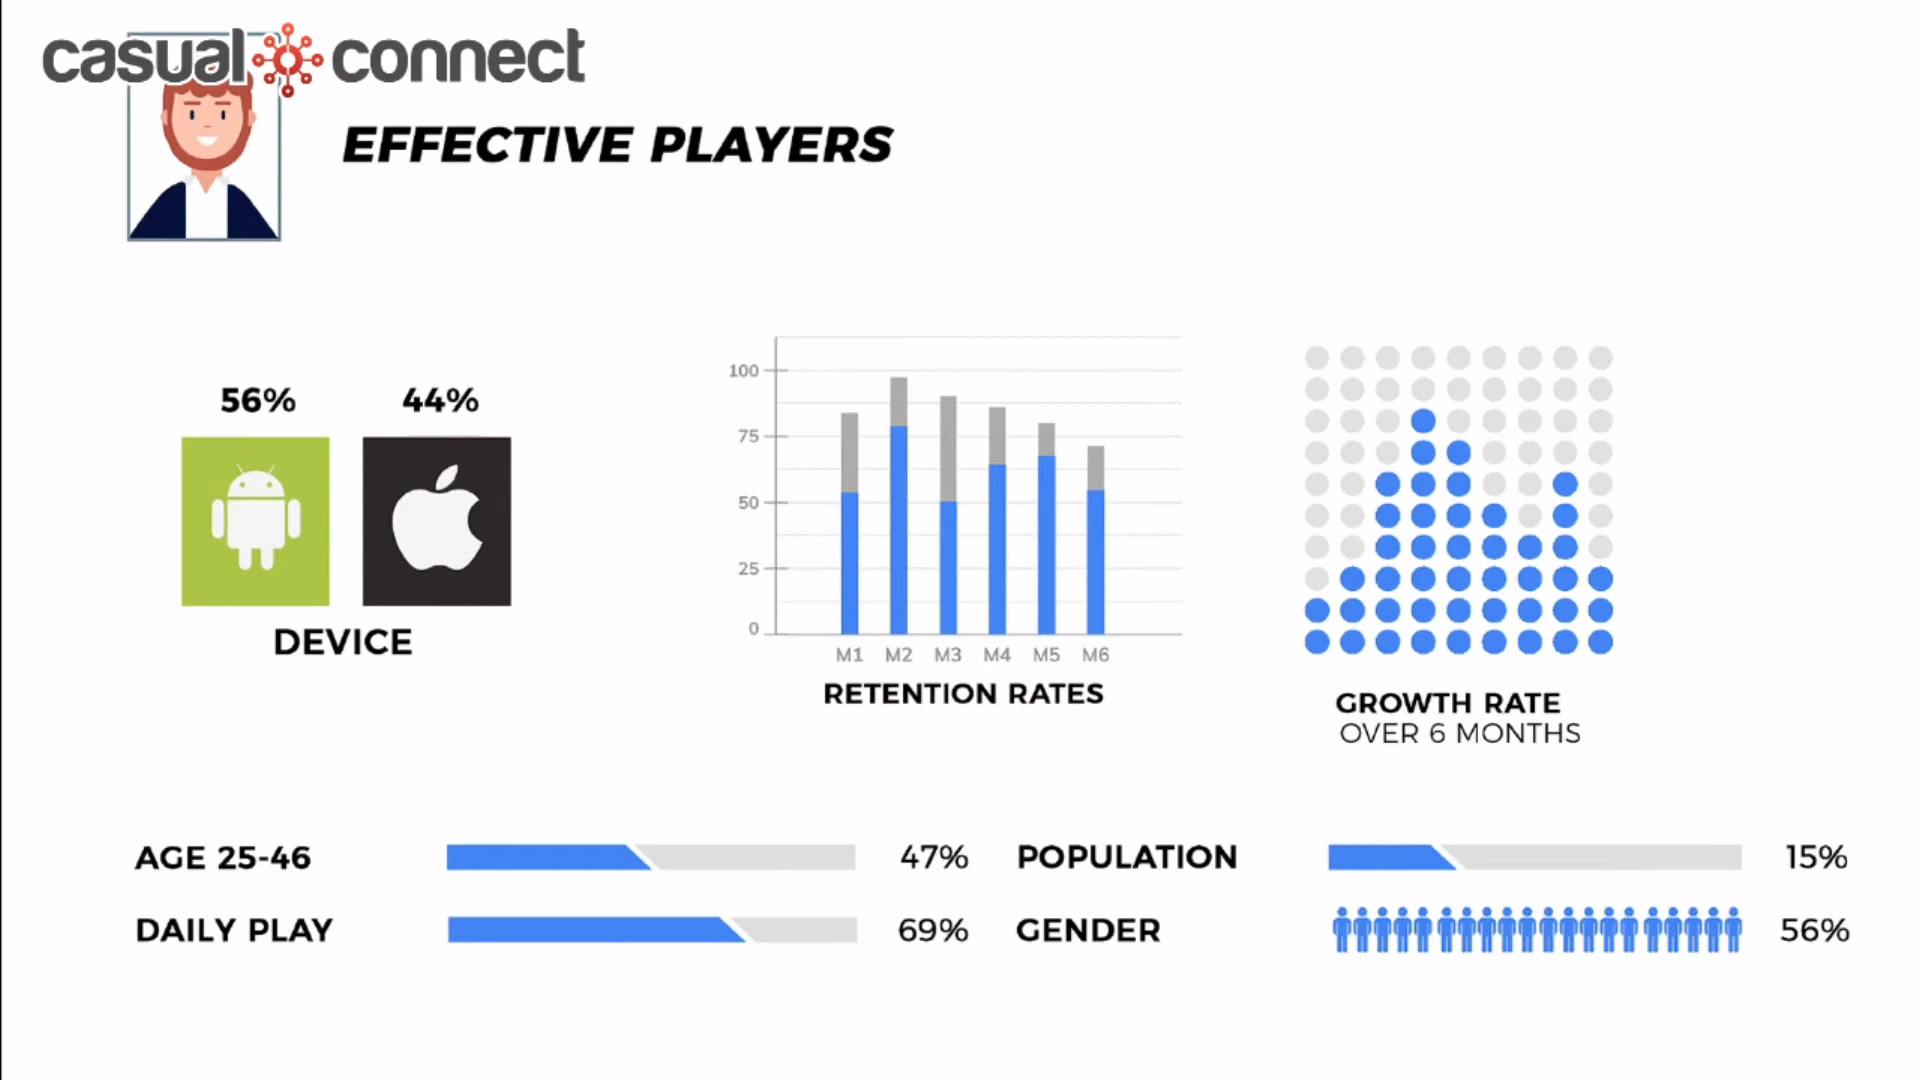 casual connect
EFFECTIVE PLAYERS
56% 44%
DEVICE
100
75
50
25
0
M1 M2 M3 M4 M5 M6
RETENTION RATES
GROWTH RATE
OVER 6 MONTHS
AGE 25-46 47%
POPULATION 15%
DAILY PLAY 69%
GENDER 56%